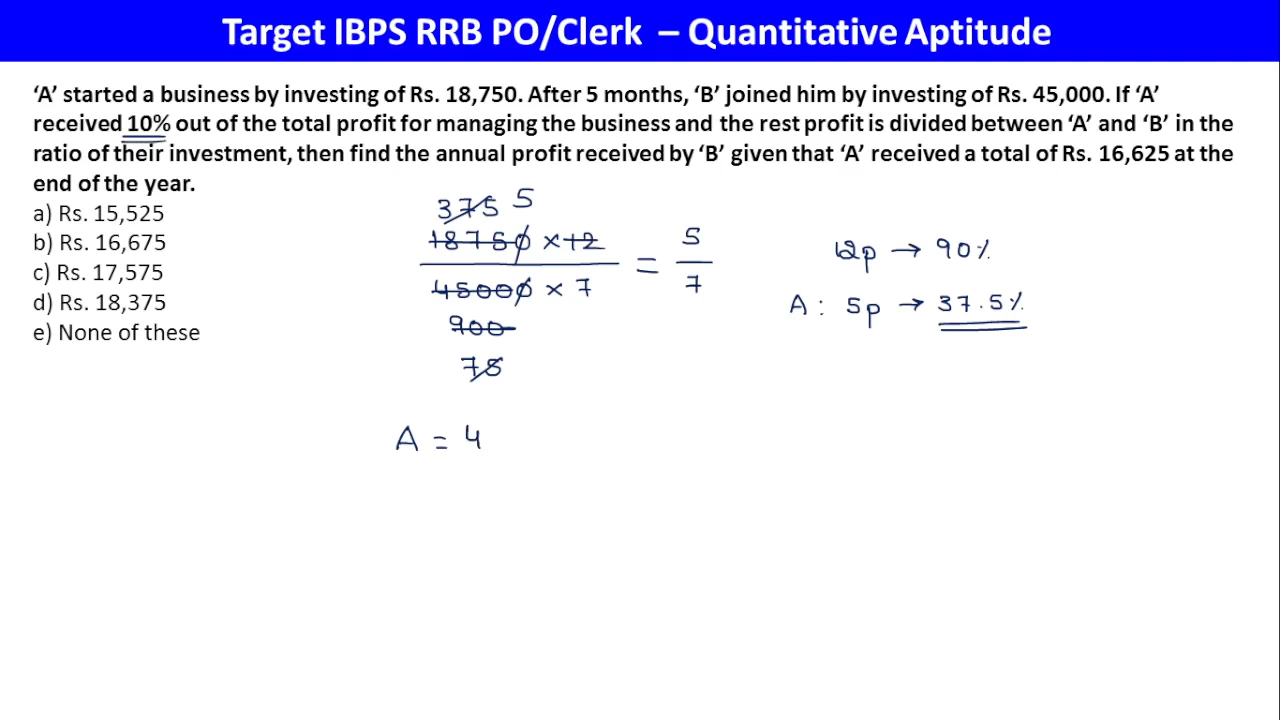 Target IBPS RRB PO/Clerk – Quantitative Aptitude
‘A’ started a business by investing of Rs. 18,750. After 5 months, ‘B’ joined him by investing of Rs. 45,000. If ‘A’
received 10% out of the total profit for managing the business and the rest profit is divided between ‘A’ and ‘B’ in the
ratio of their investment, then find the annual profit received by ‘B’ given that ‘A’ received a total of Rs. 16,625 at the
end of the year.
a) Rs. 15,525
b) Rs. 16,675
c) Rs. 17,575
d) Rs. 18,375
e) None of these
375 5
18750 × 12
45000 × 7
900
75
= 5/7
12p → 90%
A : 5p → 37.5%
A = 4